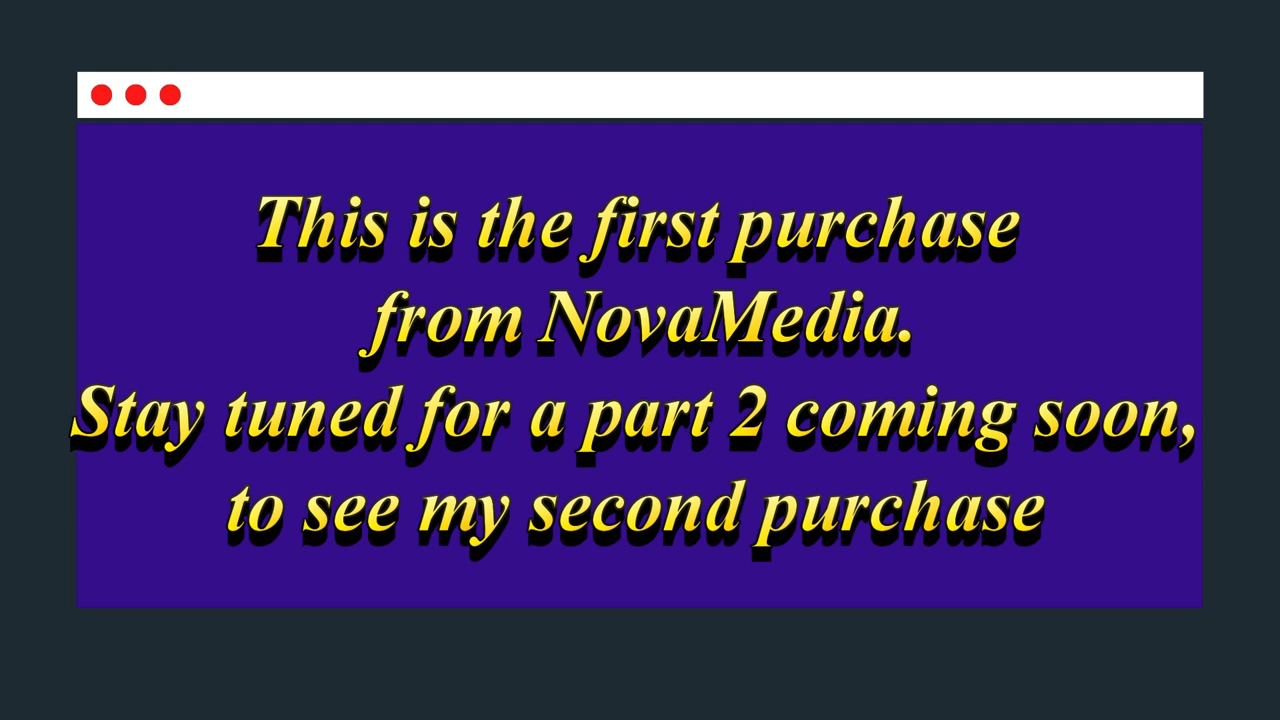 This is the first purchase
from NovaMedia.
Stay tuned for a part 2 coming soon,
to see my second purchase